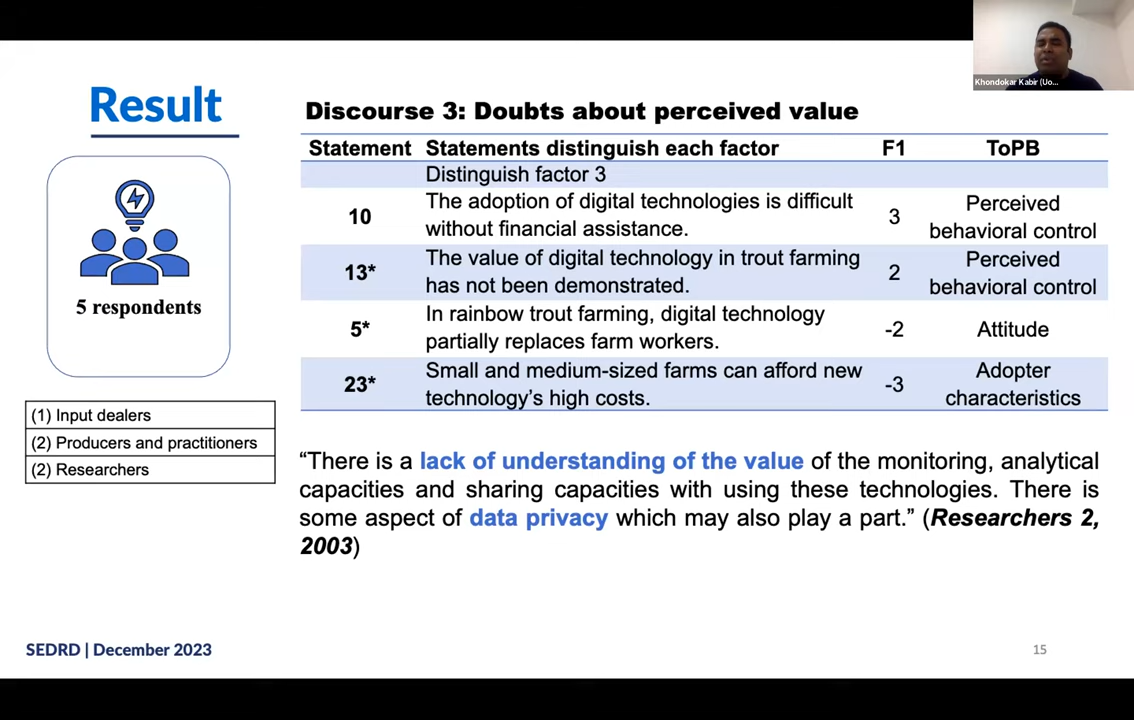 Khondokar Kabir (Uo...
Result
5 respondents
(1) Input dealers
(2) Producers and practitioners
(2) Researchers
Discourse 3: Doubts about perceived value
Statement Statements distinguish each factor F1 ToPB
Distinguish factor 3
10 The adoption of digital technologies is difficult without financial assistance. 3 Perceived behavioral control
13* The value of digital technology in trout farming has not been demonstrated. 2 Perceived behavioral control
5* In rainbow trout farming, digital technology partially replaces farm workers. -2 Attitude
23* Small and medium-sized farms can afford new technology's high costs. -3 Adopter characteristics
“There is a lack of understanding of the value of the monitoring, analytical
capacities and sharing capacities with using these technologies. There is
some aspect of data privacy which may also play a part.” (Researchers 2,
2003)
SEDRD | December 2023
15